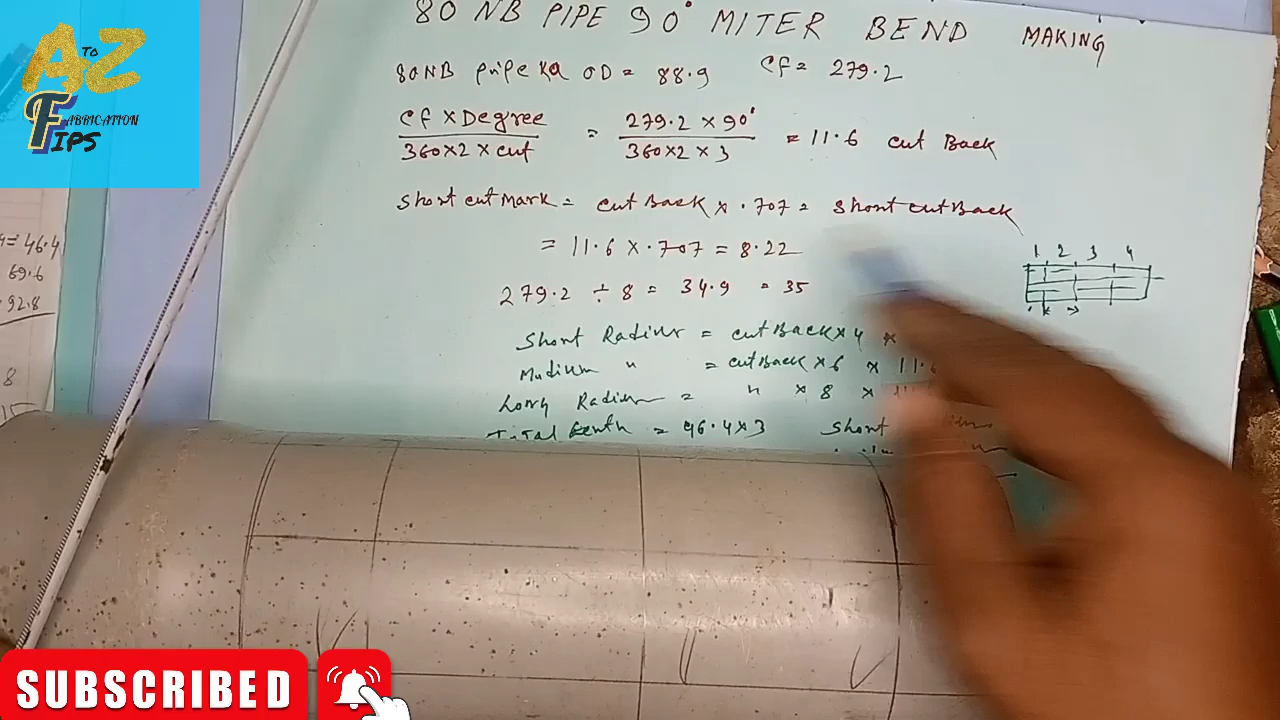 A TO Z
FABRICATION
TIPS
80 NB PIPE 90° MITER BEND MAKING
80NB pipe ka OD = 88.9 CF = 279.2
CF x Degree / 360x2 x cut = 279.2 x 90° / 360x2 x 3 = 11.6 cut Back
Short cut Mark = cut Back x .707 = Short cut Back
= 11.6 x .707 = 8.22
279.2 ÷ 8 = 34.9 = 35
1 2 3 4
Short Radius = cut Back x 4 x
Mudium " = cut Back x 6 x 11.6
Long Radium = " x 8 x
Total Lenth = 46.4 x 3 Short
= 46.4
69.6
92.8
8
SUBSCRIBED